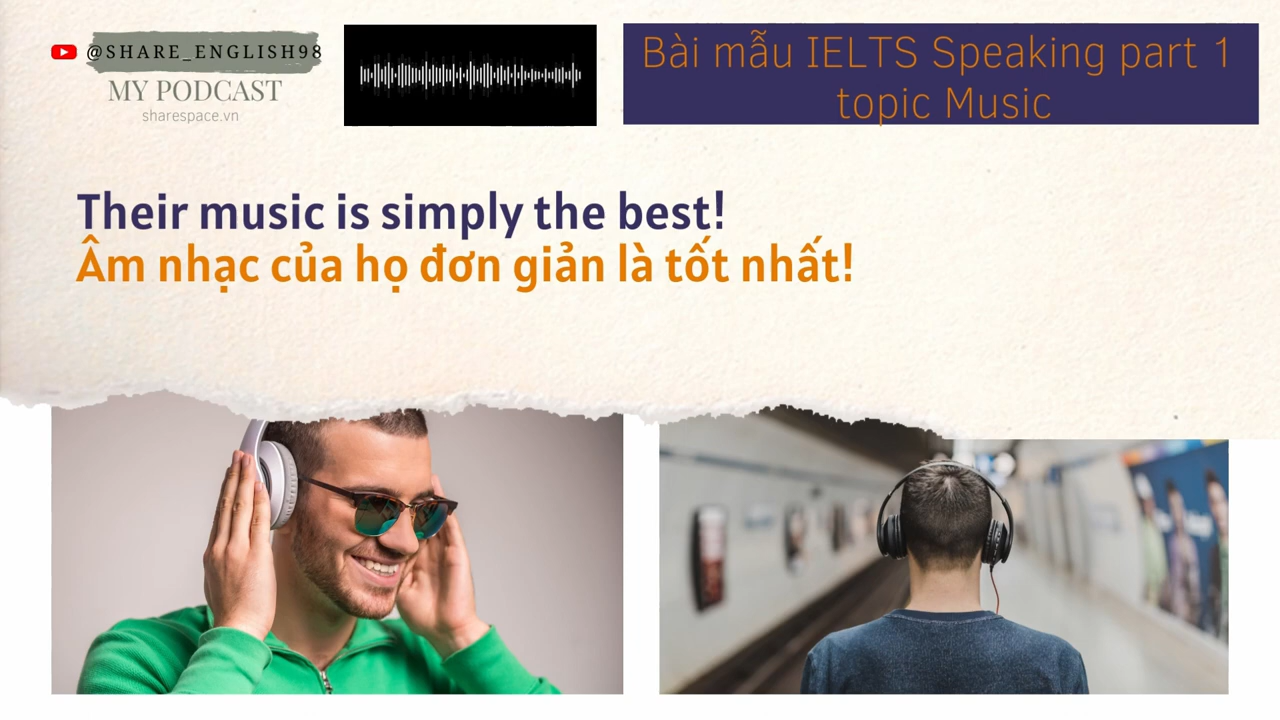 @SHARE_ENGLISH98
MY PODCAST
sharespace.vn
Bài mẫu IELTS Speaking part 1
topic Music
Their music is simply the best!
Âm nhạc của họ đơn giản là tốt nhất!